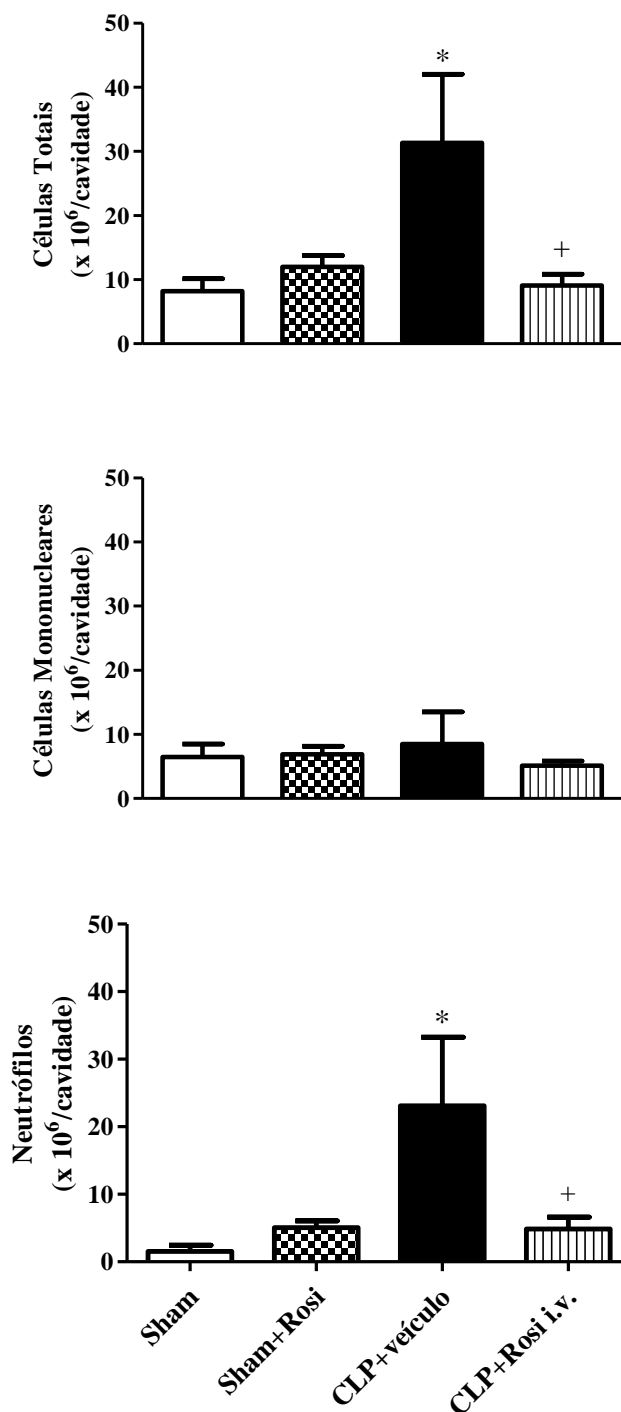 Células Totais
(x 10⁶/cavidade)
50
40
30
20
10
0
*
+
Células Mononucleares
(x 10⁶/cavidade)
50
40
30
20
10
0
Neutrófilos
(x 10⁶/cavidade)
50
40
30
20
10
0
*
+
Sham
Sham+Rosi
CLP+veículo
CLP+Rosi i.v.